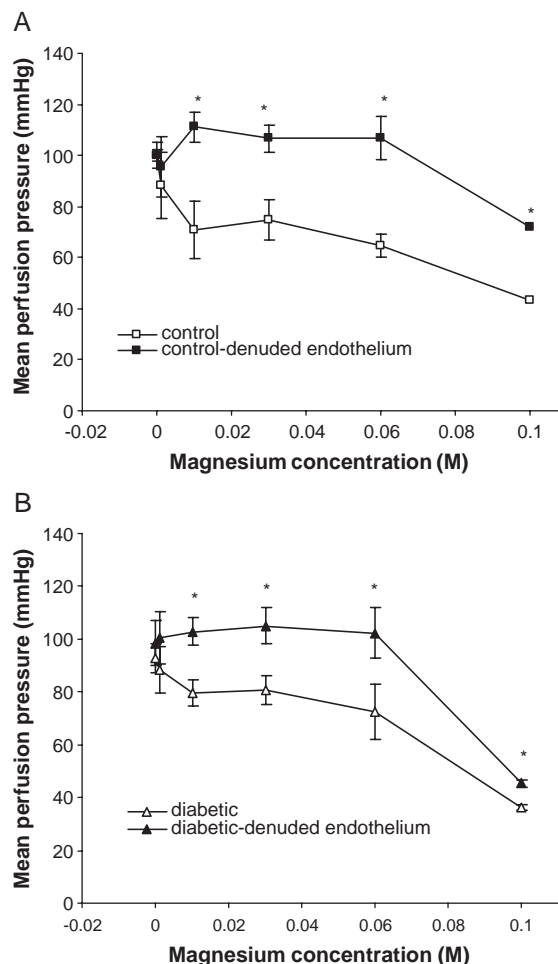 A
Mean perfusion pressure (mmHg)
140
120
100
80
60
40
20
0
* * * *
control
control-denuded endothelium
-0.02 0 0.02 0.04 0.06 0.08 0.1
Magnesium concentration (M)
B
Mean perfusion pressure (mmHg)
140
120
100
80
60
40
20
0
* * * *
diabetic
diabetic-denuded endothelium
-0.02 0 0.02 0.04 0.06 0.08 0.1
Magnesium concentration (M)